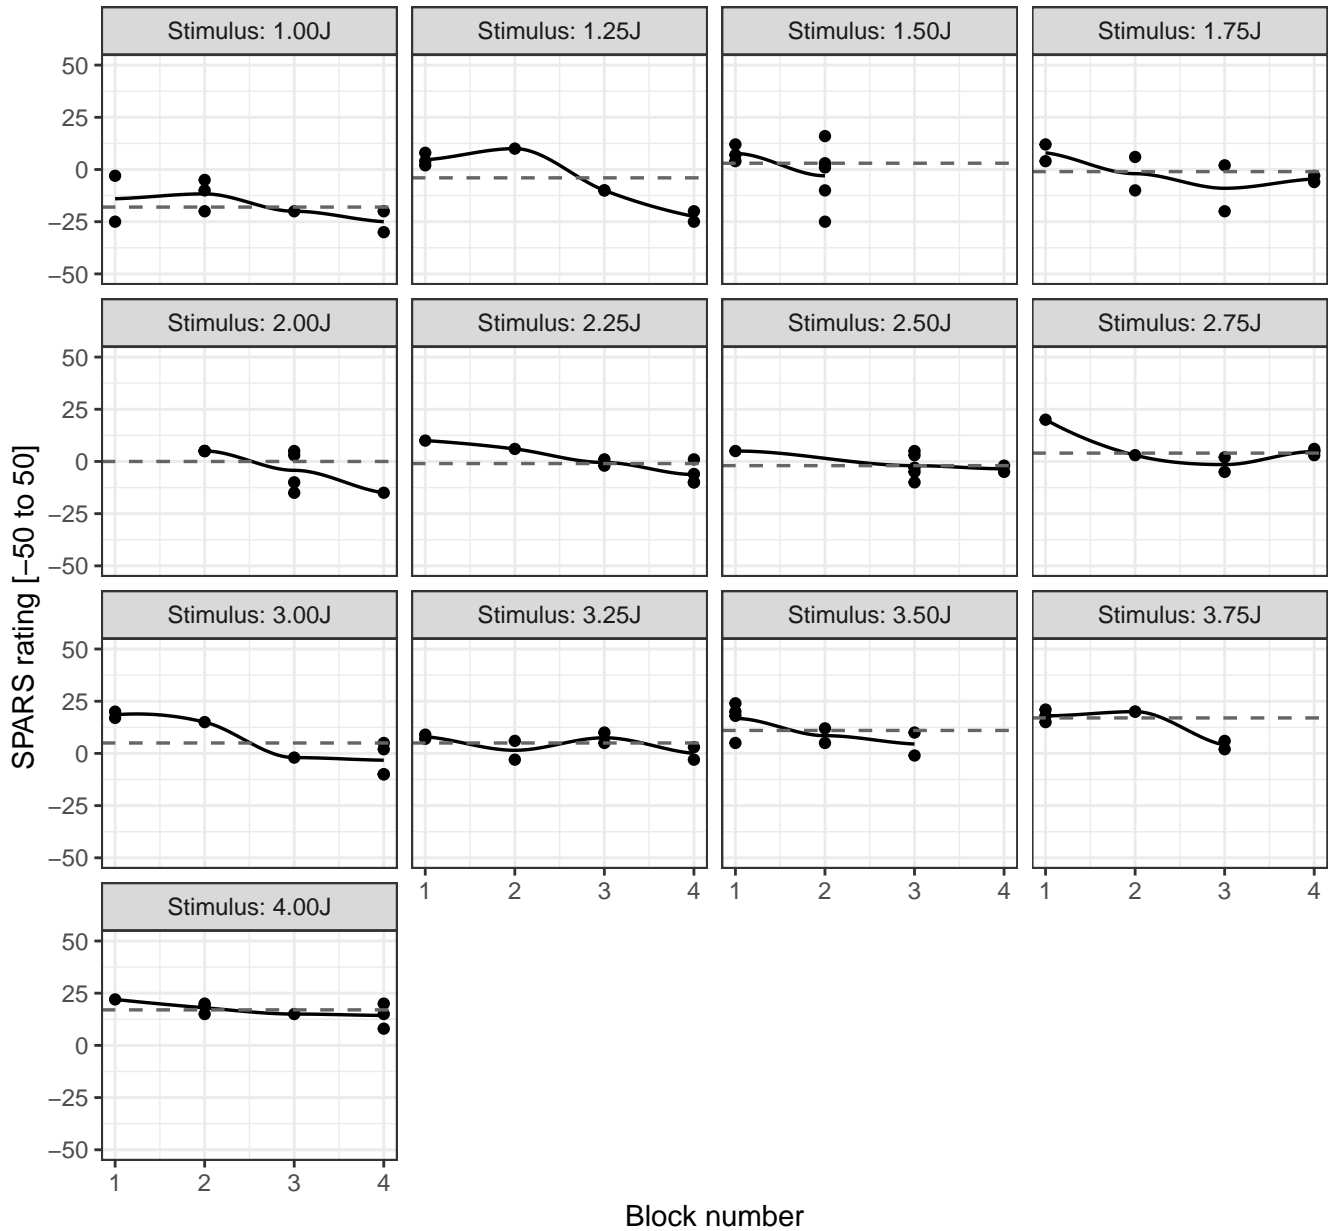 Stimulus: 1.00J Stimulus: 1.25J Stimulus: 1.50J Stimulus: 1.75J
50
25
0
−25
−50
Stimulus: 2.00J Stimulus: 2.25J Stimulus: 2.50J Stimulus: 2.75J
50
25
0
−25
−50
SPARS rating [−50 to 50]
Stimulus: 3.00J Stimulus: 3.25J Stimulus: 3.50J Stimulus: 3.75J
50
25
0
−25
−50
1 2 3 4 1 2 3 4 1 2 3 4
Stimulus: 4.00J
50
25
0
−25
−50
1 2 3 4
Block number